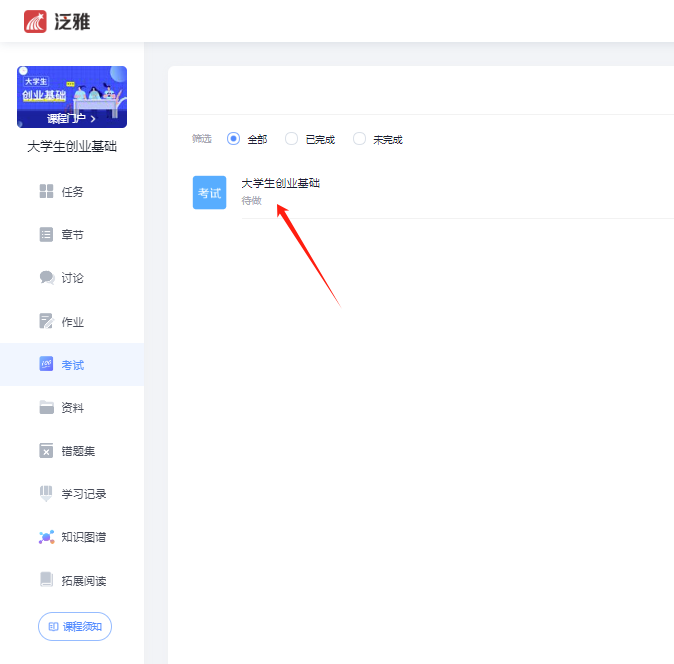 泛雅
大学生
创业基础
课程门户
大学生创业基础
任务
章节
讨论
作业
考试
资料
错题集
学习记录
知识图谱
拓展阅读
课程须知
筛选 全部 已完成 未完成
考试
大学生创业基础
待做